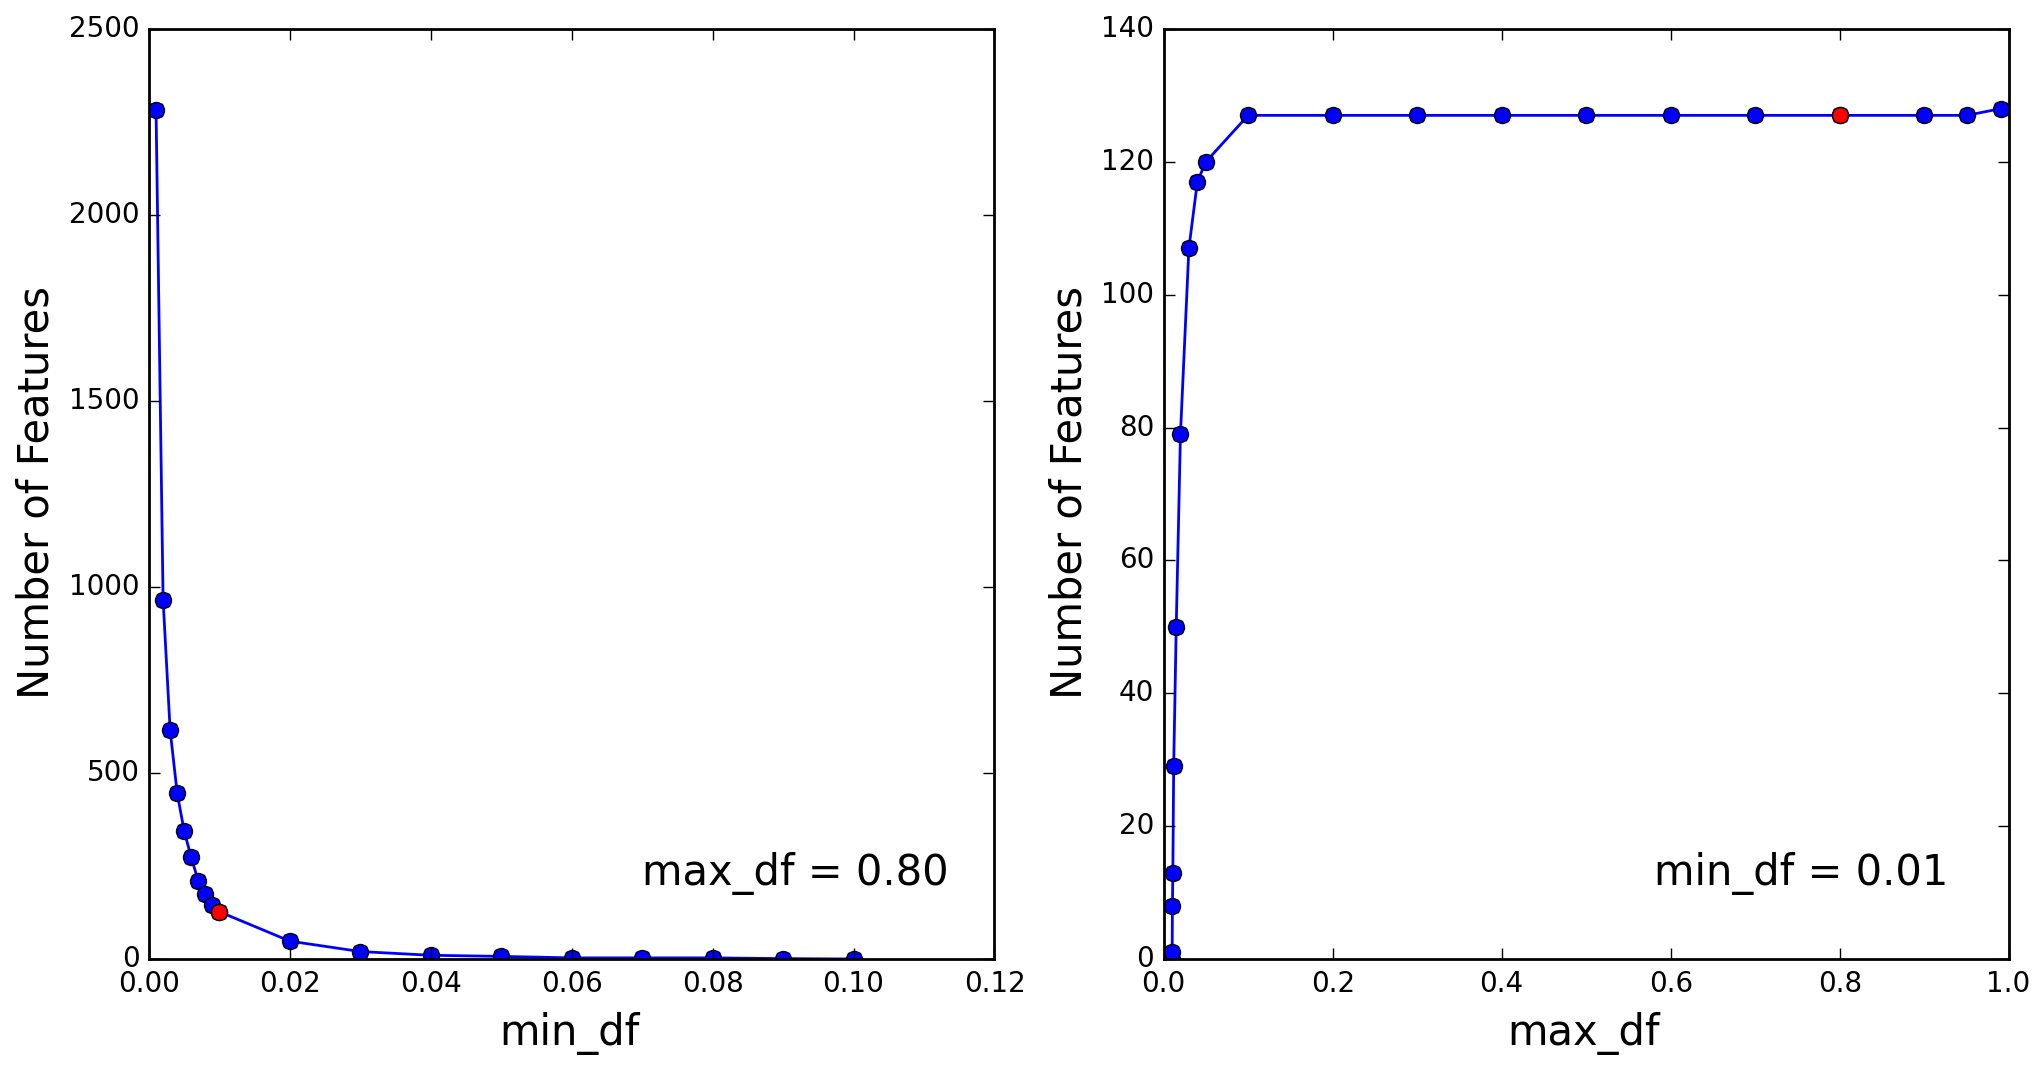 2500
2000
1500
1000
500
0
0.00 0.02 0.04 0.06 0.08 0.10 0.12
Number of Features
min_df
max_df = 0.80
140
120
100
80
60
40
20
0
0.0 0.2 0.4 0.6 0.8 1.0
Number of Features
max_df
min_df = 0.01